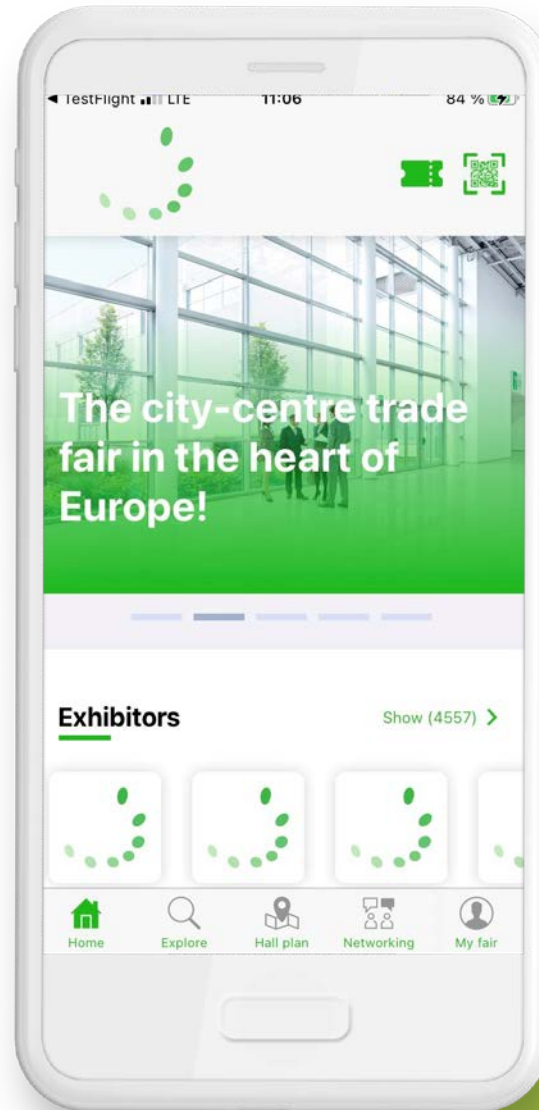 ◄ TestFlight LTE 11:06 84 %
The city-centre trade
fair in the heart of
Europe!
Exhibitors Show (4557) >
Home Explore Hall plan Networking My fair